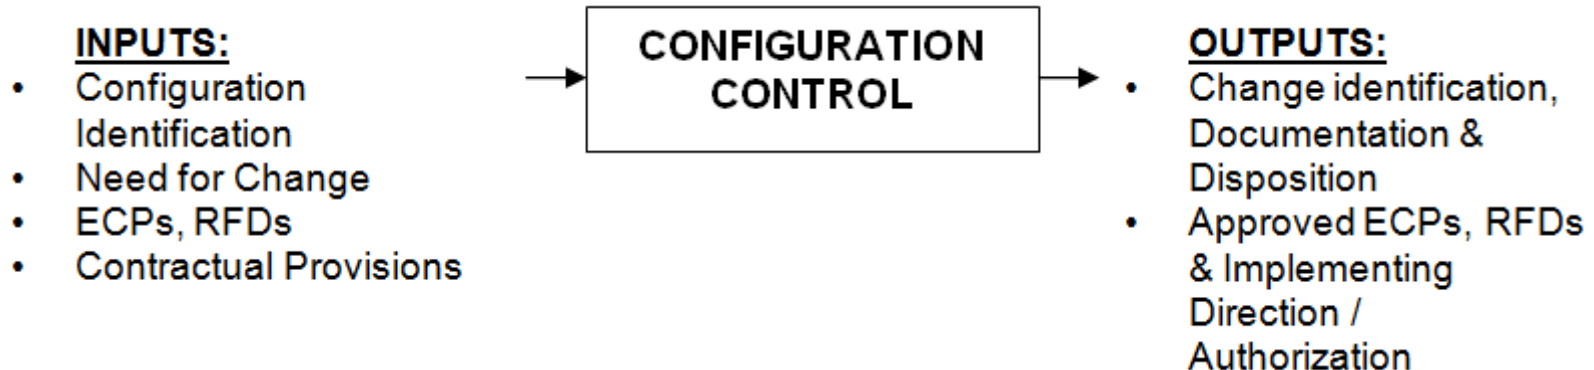 INPUTS:
• Configuration
Identification
• Need for Change
• ECPs, RFDs
• Contractual Provisions
CONFIGURATION
CONTROL
OUTPUTS:
• Change identification,
Documentation &
Disposition
• Approved ECPs, RFDs
& Implementing
Direction /
Authorization